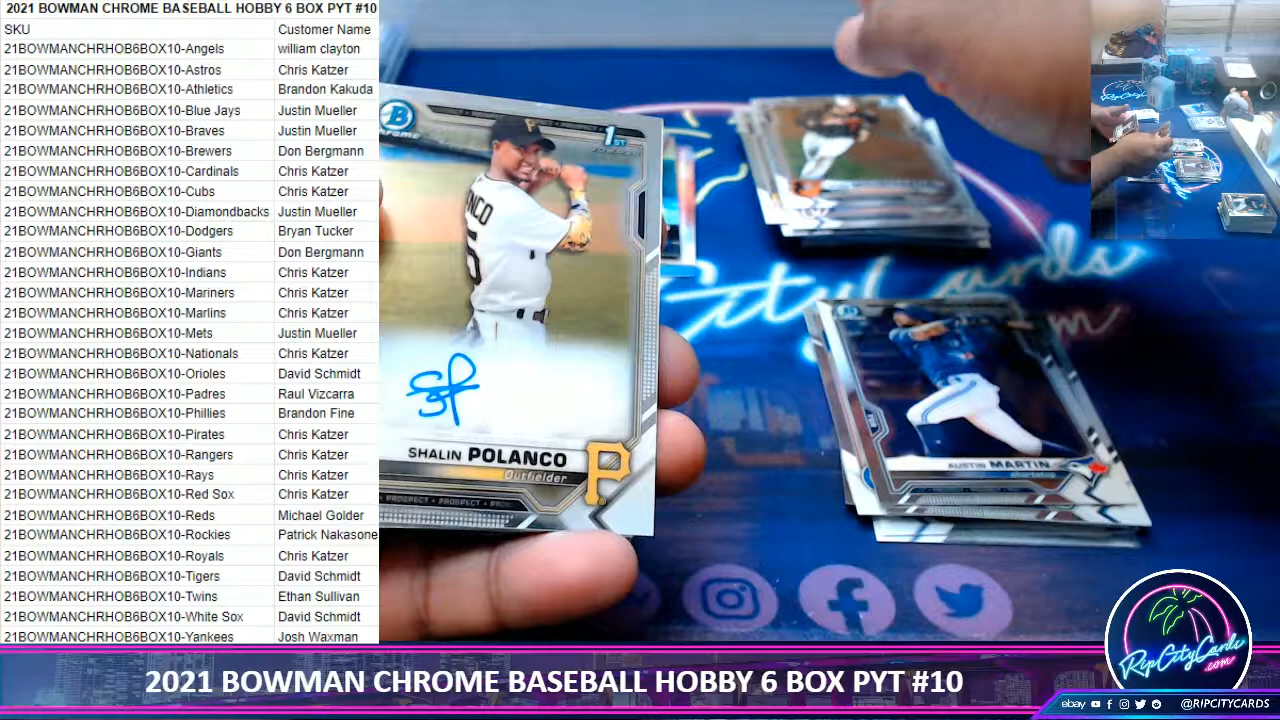 2021 BOWMAN CHROME BASEBALL HOBBY 6 BOX PYT #10
SKU Customer Name
21BOWMANCHRHOB6BOX10-Angels william clayton
21BOWMANCHRHOB6BOX10-Astros Chris Katzer
21BOWMANCHRHOB6BOX10-Athletics Brandon Kakuda
21BOWMANCHRHOB6BOX10-Blue Jays Justin Mueller
21BOWMANCHRHOB6BOX10-Braves Justin Mueller
21BOWMANCHRHOB6BOX10-Brewers Don Bergmann
21BOWMANCHRHOB6BOX10-Cardinals Chris Katzer
21BOWMANCHRHOB6BOX10-Cubs Chris Katzer
21BOWMANCHRHOB6BOX10-Diamondbacks Justin Mueller
21BOWMANCHRHOB6BOX10-Dodgers Bryan Tucker
21BOWMANCHRHOB6BOX10-Giants Don Bergmann
21BOWMANCHRHOB6BOX10-Indians Chris Katzer
21BOWMANCHRHOB6BOX10-Mariners Chris Katzer
21BOWMANCHRHOB6BOX10-Marlins Chris Katzer
21BOWMANCHRHOB6BOX10-Mets Justin Mueller
21BOWMANCHRHOB6BOX10-Nationals Chris Katzer
21BOWMANCHRHOB6BOX10-Orioles David Schmidt
21BOWMANCHRHOB6BOX10-Padres Raul Vizcarra
21BOWMANCHRHOB6BOX10-Phillies Brandon Fine
21BOWMANCHRHOB6BOX10-Pirates Chris Katzer
21BOWMANCHRHOB6BOX10-Rangers Chris Katzer
21BOWMANCHRHOB6BOX10-Rays Chris Katzer
21BOWMANCHRHOB6BOX10-Red Sox Chris Katzer
21BOWMANCHRHOB6BOX10-Reds Michael Golder
21BOWMANCHRHOB6BOX10-Rockies Patrick Nakasone
21BOWMANCHRHOB6BOX10-Royals Chris Katzer
21BOWMANCHRHOB6BOX10-Tigers David Schmidt
21BOWMANCHRHOB6BOX10-Twins Ethan Sullivan
21BOWMANCHRHOB6BOX10-White Sox David Schmidt
21BOWMANCHRHOB6BOX10-Yankees Josh Waxman
B
1ST
NCO
5
SHALIN POLANCO
Outfielder
P
PROSPECT • PROSPECT
City Cards
AUSTIN MARTIN
RipCityCards
.com
2021 BOWMAN CHROME BASEBALL HOBBY 6 BOX PYT #10
ebay @RIPCITYCARDS